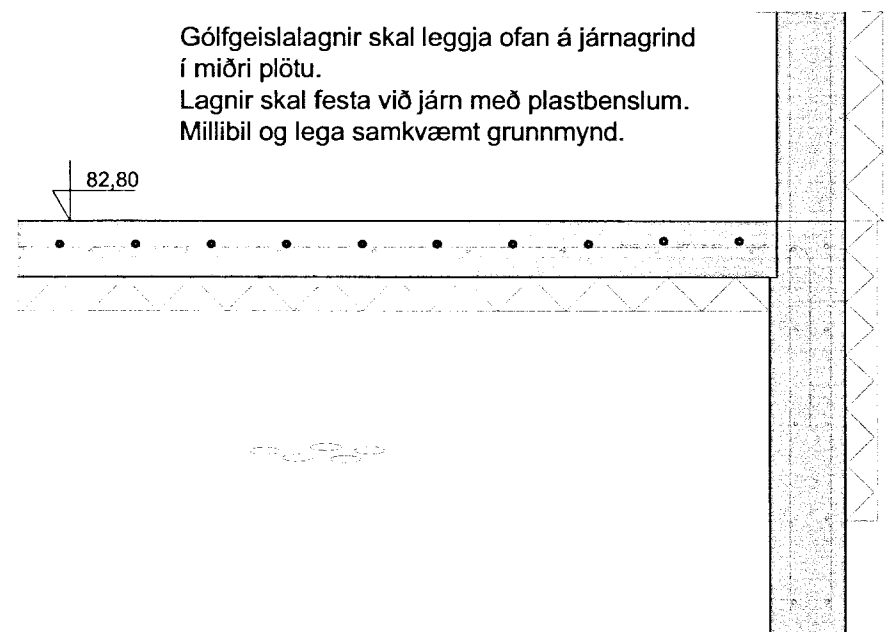 Gólfgeislalagnir skal leggja ofan á járnagrind
í miðri plötu.
Lagnir skal festa við járn með plastbenslum.
Millibil og lega samkvæmt grunnmynd.
82,80